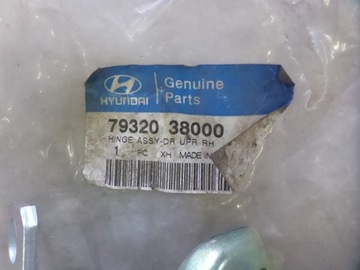 HYUNDAI
Genuine
Parts
79320 38000
HINGE ASSY-DR UPR RH
1 PC XH MADE IN